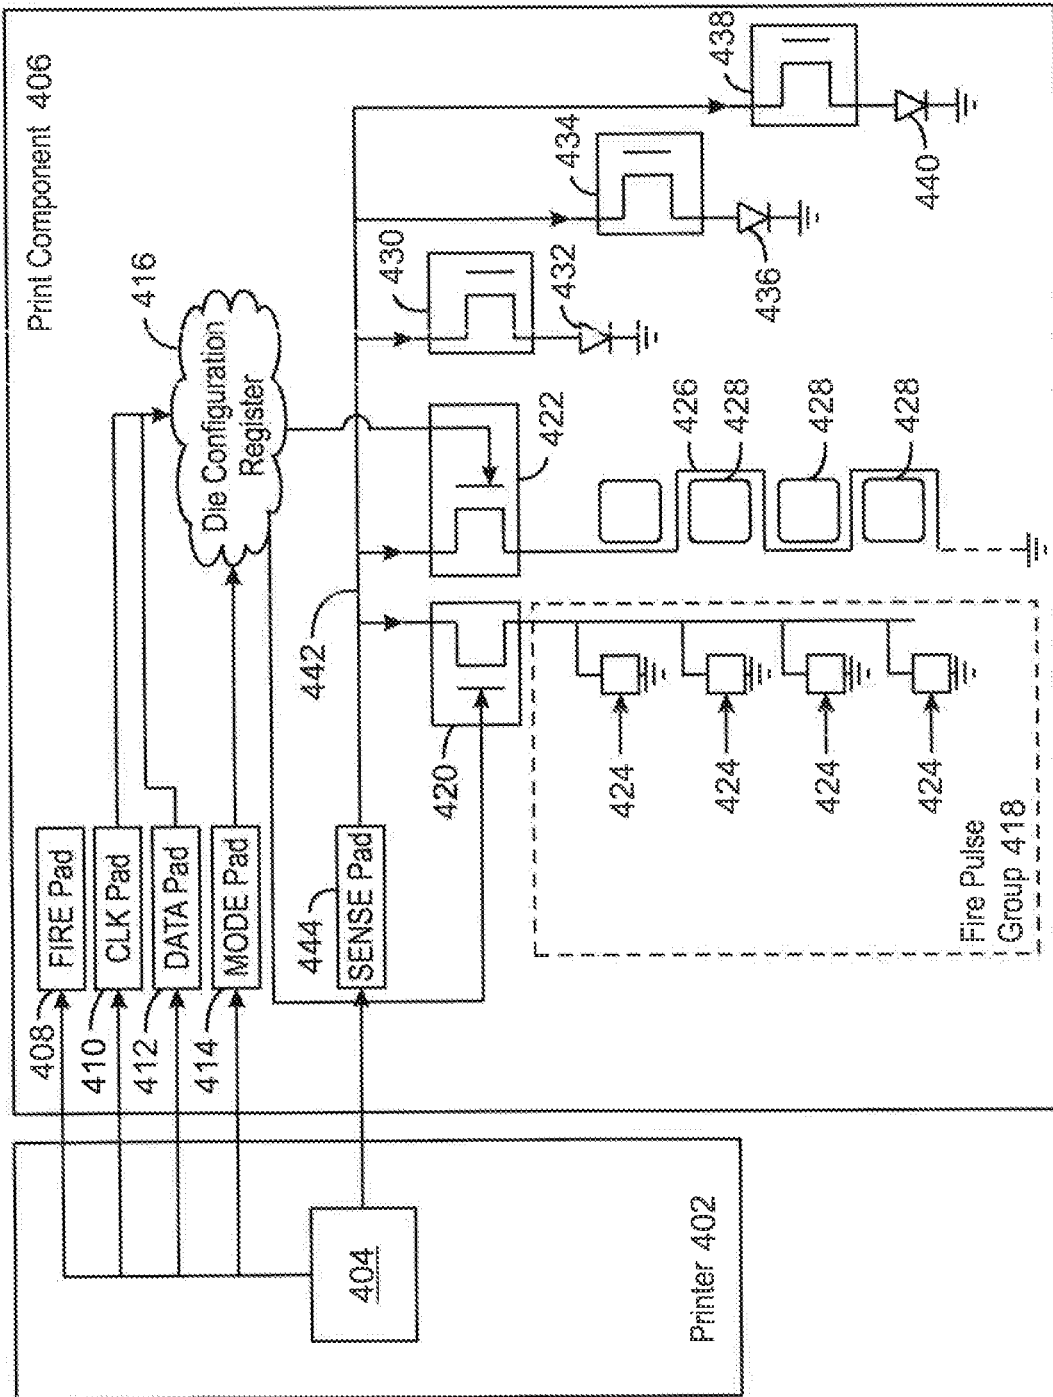 Print Component 406
416
Die Configuration
Register
408
FIRE Pad
410
CLK Pad
412
DATA Pad
414
MODE Pad
444
SENSE Pad
442
420
422
430
432
434
436
438
440
426
428
428
428
424
424
424
424
Fire Pulse
Group 418
404
Printer 402